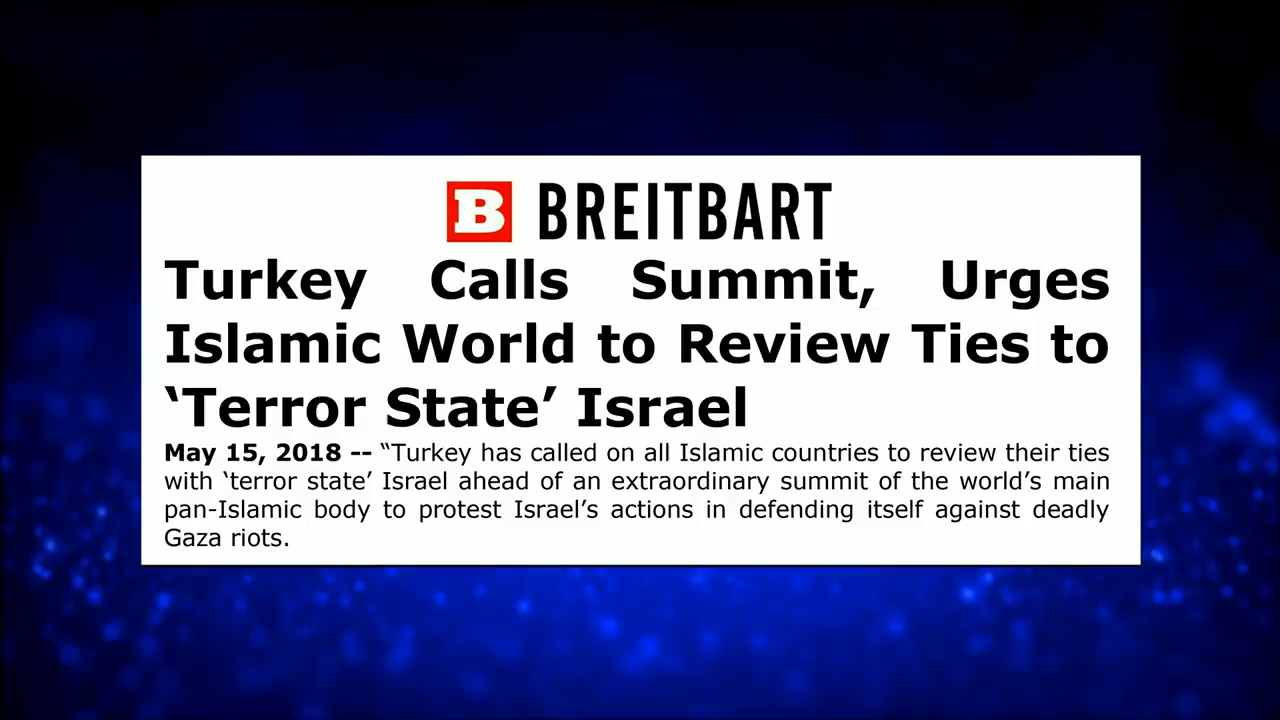 B BREITBART
Turkey Calls Summit, Urges
Islamic World to Review Ties to
‘Terror State’ Israel
May 15, 2018 -- “Turkey has called on all Islamic countries to review their ties
with ‘terror state’ Israel ahead of an extraordinary summit of the world’s main
pan-Islamic body to protest Israel’s actions in defending itself against deadly
Gaza riots.